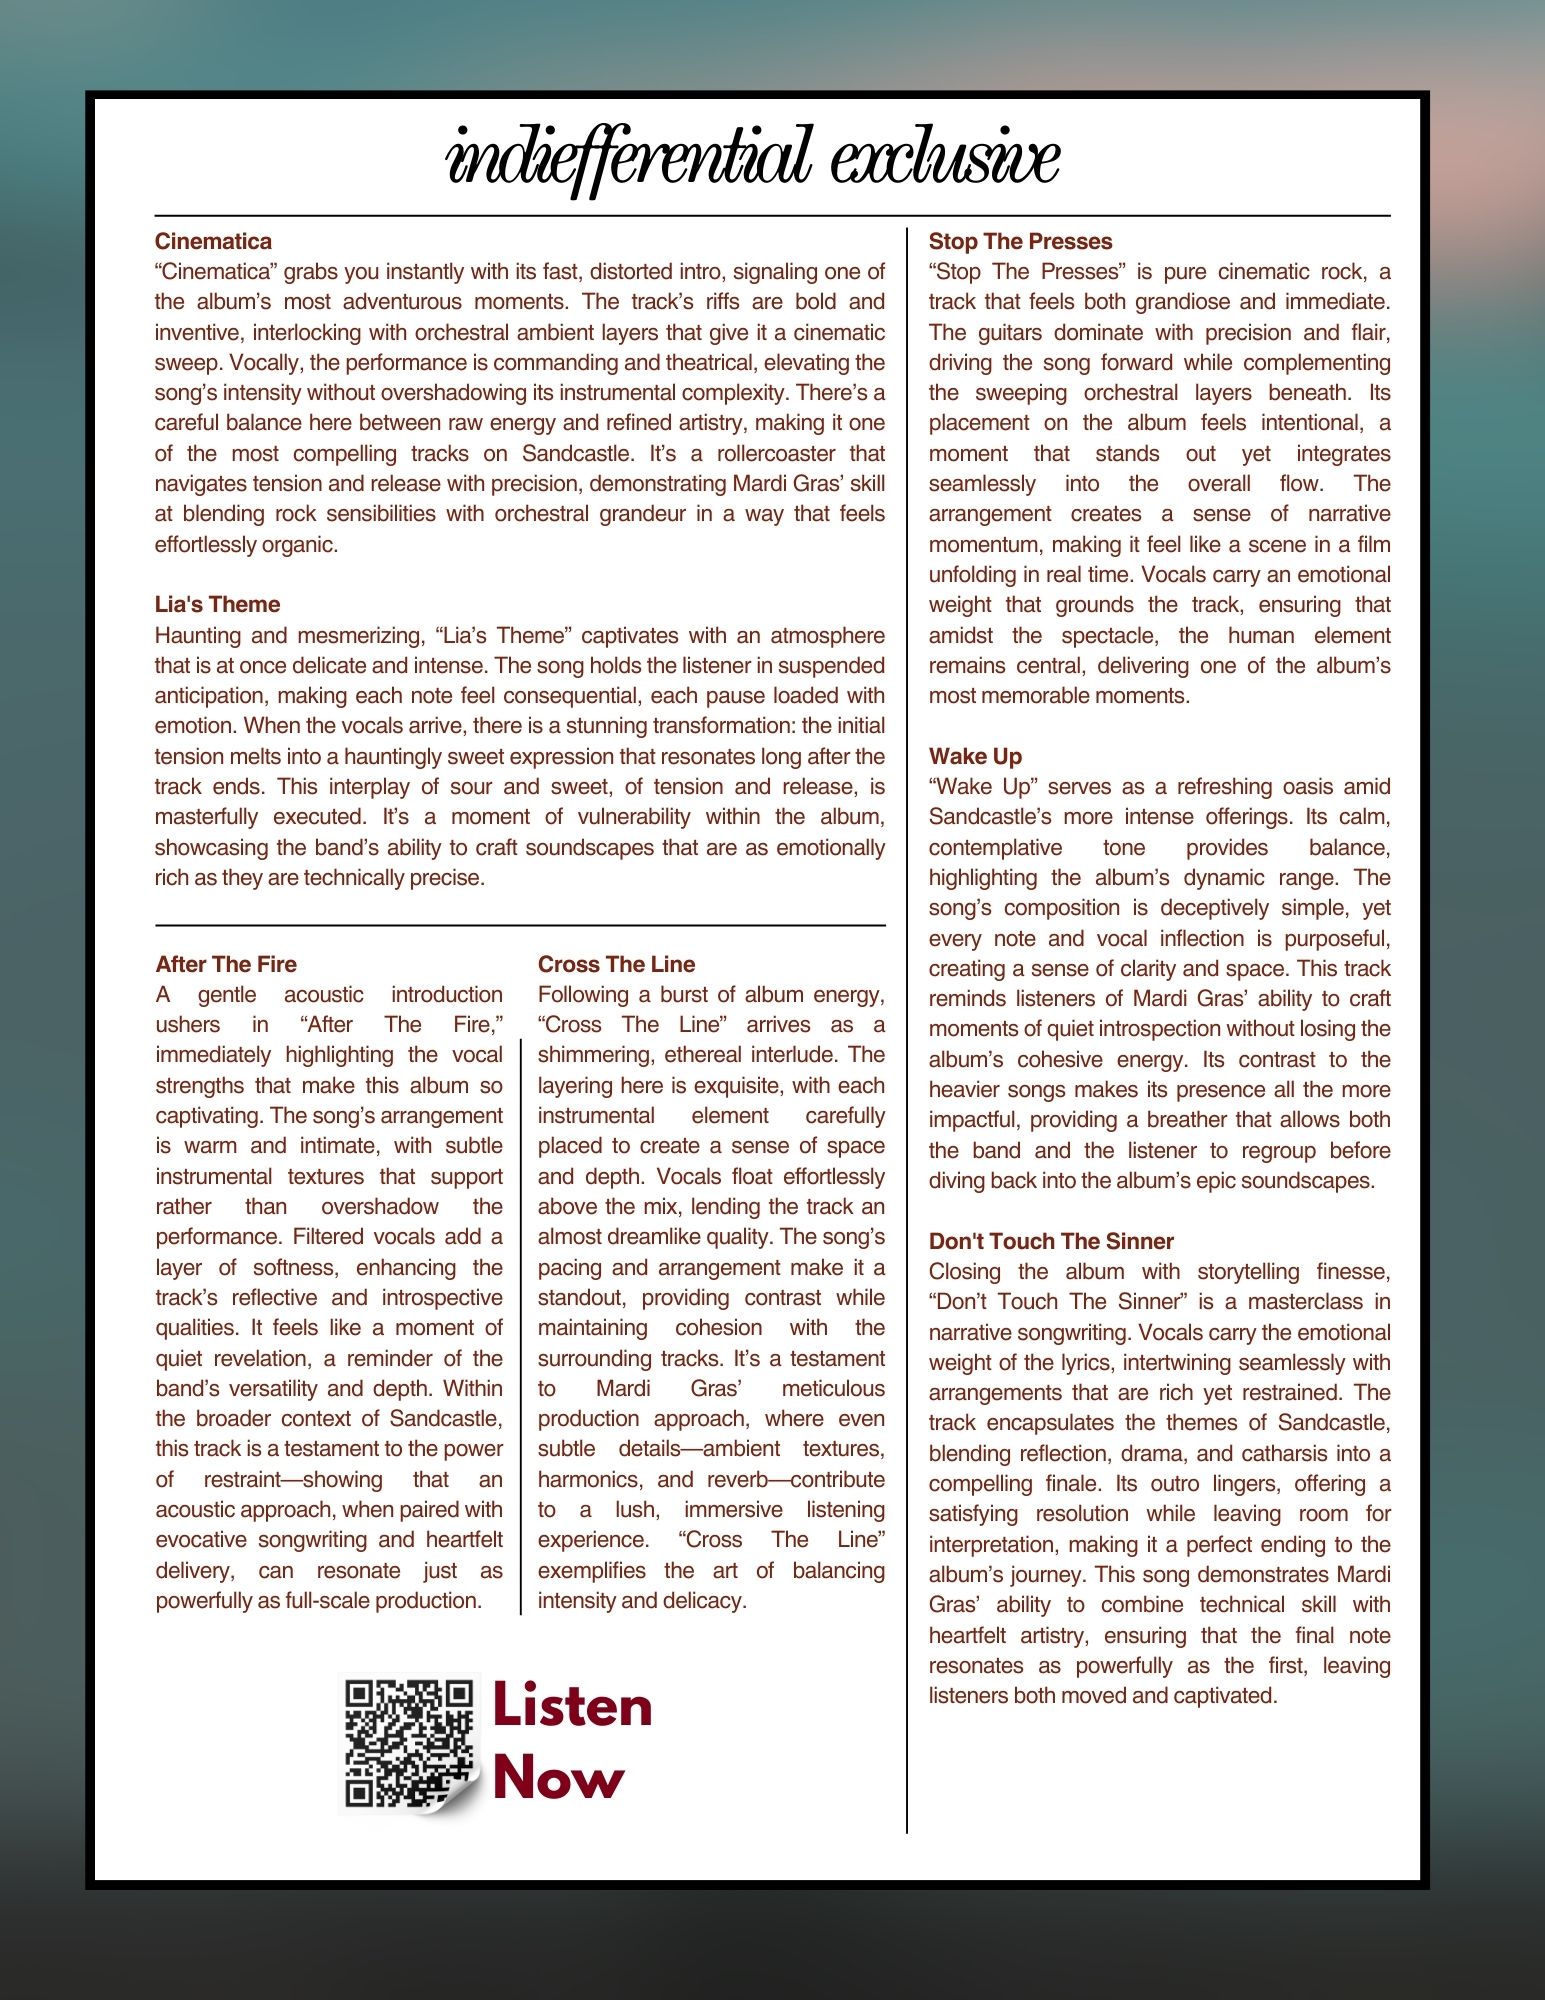 indiefferential exclusive
Cinematica
“Cinematica” grabs you instantly with its fast, distorted intro, signaling one of
the album’s most adventurous moments. The track’s riffs are bold and
inventive, interlocking with orchestral ambient layers that give it a cinematic
sweep. Vocally, the performance is commanding and theatrical, elevating the
song’s intensity without overshadowing its instrumental complexity. There’s a
careful balance here between raw energy and refined artistry, making it one
of the most compelling tracks on Sandcastle. It’s a rollercoaster that
navigates tension and release with precision, demonstrating Mardi Gras’ skill
at blending rock sensibilities with orchestral grandeur in a way that feels
effortlessly organic.
Lia's Theme
Haunting and mesmerizing, “Lia’s Theme” captivates with an atmosphere
that is at once delicate and intense. The song holds the listener in suspended
anticipation, making each note feel consequential, each pause loaded with
emotion. When the vocals arrive, there is a stunning transformation: the initial
tension melts into a hauntingly sweet expression that resonates long after the
track ends. This interplay of sour and sweet, of tension and release, is
masterfully executed. It’s a moment of vulnerability within the album,
showcasing the band’s ability to craft soundscapes that are as emotionally
rich as they are technically precise.
After The Fire
A gentle acoustic introduction
ushers in “After The Fire,”
immediately highlighting the vocal
strengths that make this album so
captivating. The song’s arrangement
is warm and intimate, with subtle
instrumental textures that support
rather than overshadow the
performance. Filtered vocals add a
layer of softness, enhancing the
track’s reflective and introspective
qualities. It feels like a moment of
quiet revelation, a reminder of the
band’s versatility and depth. Within
the broader context of Sandcastle,
this track is a testament to the power
of restraint—showing that an
acoustic approach, when paired with
evocative songwriting and heartfelt
delivery, can resonate just as
powerfully as full-scale production.
Cross The Line
Following a burst of album energy,
“Cross The Line” arrives as a
shimmering, ethereal interlude. The
layering here is exquisite, with each
instrumental element carefully
placed to create a sense of space
and depth. Vocals float effortlessly
above the mix, lending the track an
almost dreamlike quality. The song’s
pacing and arrangement make it a
standout, providing contrast while
maintaining cohesion with the
surrounding tracks. It’s a testament
to Mardi Gras’ meticulous
production approach, where even
subtle details—ambient textures,
harmonics, and reverb—contribute
to a lush, immersive listening
experience. “Cross The Line”
exemplifies the art of balancing
intensity and delicacy.
Listen
Now
Stop The Presses
“Stop The Presses” is pure cinematic rock, a
track that feels both grandiose and immediate.
The guitars dominate with precision and flair,
driving the song forward while complementing
the sweeping orchestral layers beneath. Its
placement on the album feels intentional, a
moment that stands out yet integrates
seamlessly into the overall flow. The
arrangement creates a sense of narrative
momentum, making it feel like a scene in a film
unfolding in real time. Vocals carry an emotional
weight that grounds the track, ensuring that
amidst the spectacle, the human element
remains central, delivering one of the album’s
most memorable moments.
Wake Up
“Wake Up” serves as a refreshing oasis amid
Sandcastle’s more intense offerings. Its calm,
contemplative tone provides balance,
highlighting the album’s dynamic range. The
song’s composition is deceptively simple, yet
every note and vocal inflection is purposeful,
creating a sense of clarity and space. This track
reminds listeners of Mardi Gras’ ability to craft
moments of quiet introspection without losing the
album’s cohesive energy. Its contrast to the
heavier songs makes its presence all the more
impactful, providing a breather that allows both
the band and the listener to regroup before
diving back into the album’s epic soundscapes.
Don't Touch The Sinner
Closing the album with storytelling finesse,
“Don’t Touch The Sinner” is a masterclass in
narrative songwriting. Vocals carry the emotional
weight of the lyrics, intertwining seamlessly with
arrangements that are rich yet restrained. The
track encapsulates the themes of Sandcastle,
blending reflection, drama, and catharsis into a
compelling finale. Its outro lingers, offering a
satisfying resolution while leaving room for
interpretation, making it a perfect ending to the
album’s journey. This song demonstrates Mardi
Gras’ ability to combine technical skill with
heartfelt artistry, ensuring that the final note
resonates as powerfully as the first, leaving
listeners both moved and captivated.